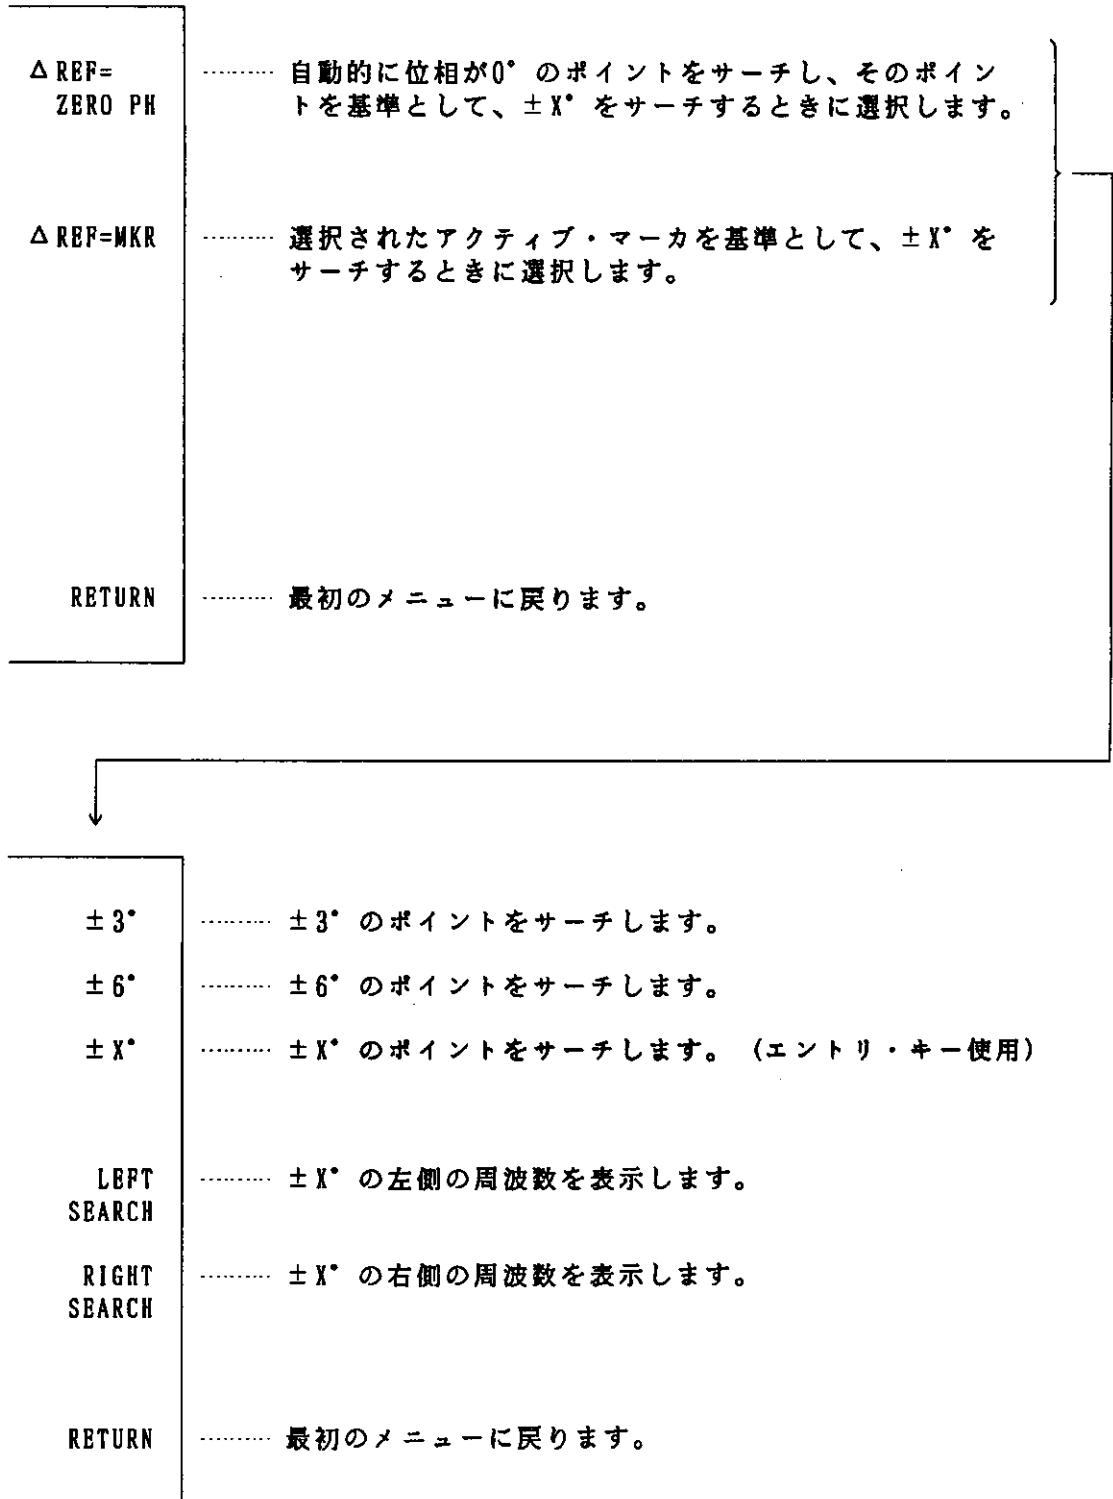 Δ REF= ……… 自動的に位相が0° のポイントをサーチし、そのポイン
ZERO PH トを基準として、±X° をサーチするときに選択します。
Δ REF=MKR ……… 選択されたアクティブ・マーカを基準として、±X° を
サーチするときに選択します。
RETURN ……… 最初のメニューに戻ります。
±3° ……… ±3° のポイントをサーチします。
±6° ……… ±6° のポイントをサーチします。
±X° ……… ±X° のポイントをサーチします。 (エントリ・キー使用)
LEFT ……… ±X° の左側の周波数を表示します。
SEARCH
RIGHT ……… ±X° の右側の周波数を表示します。
SEARCH
RETURN ……… 最初のメニューに戻ります。